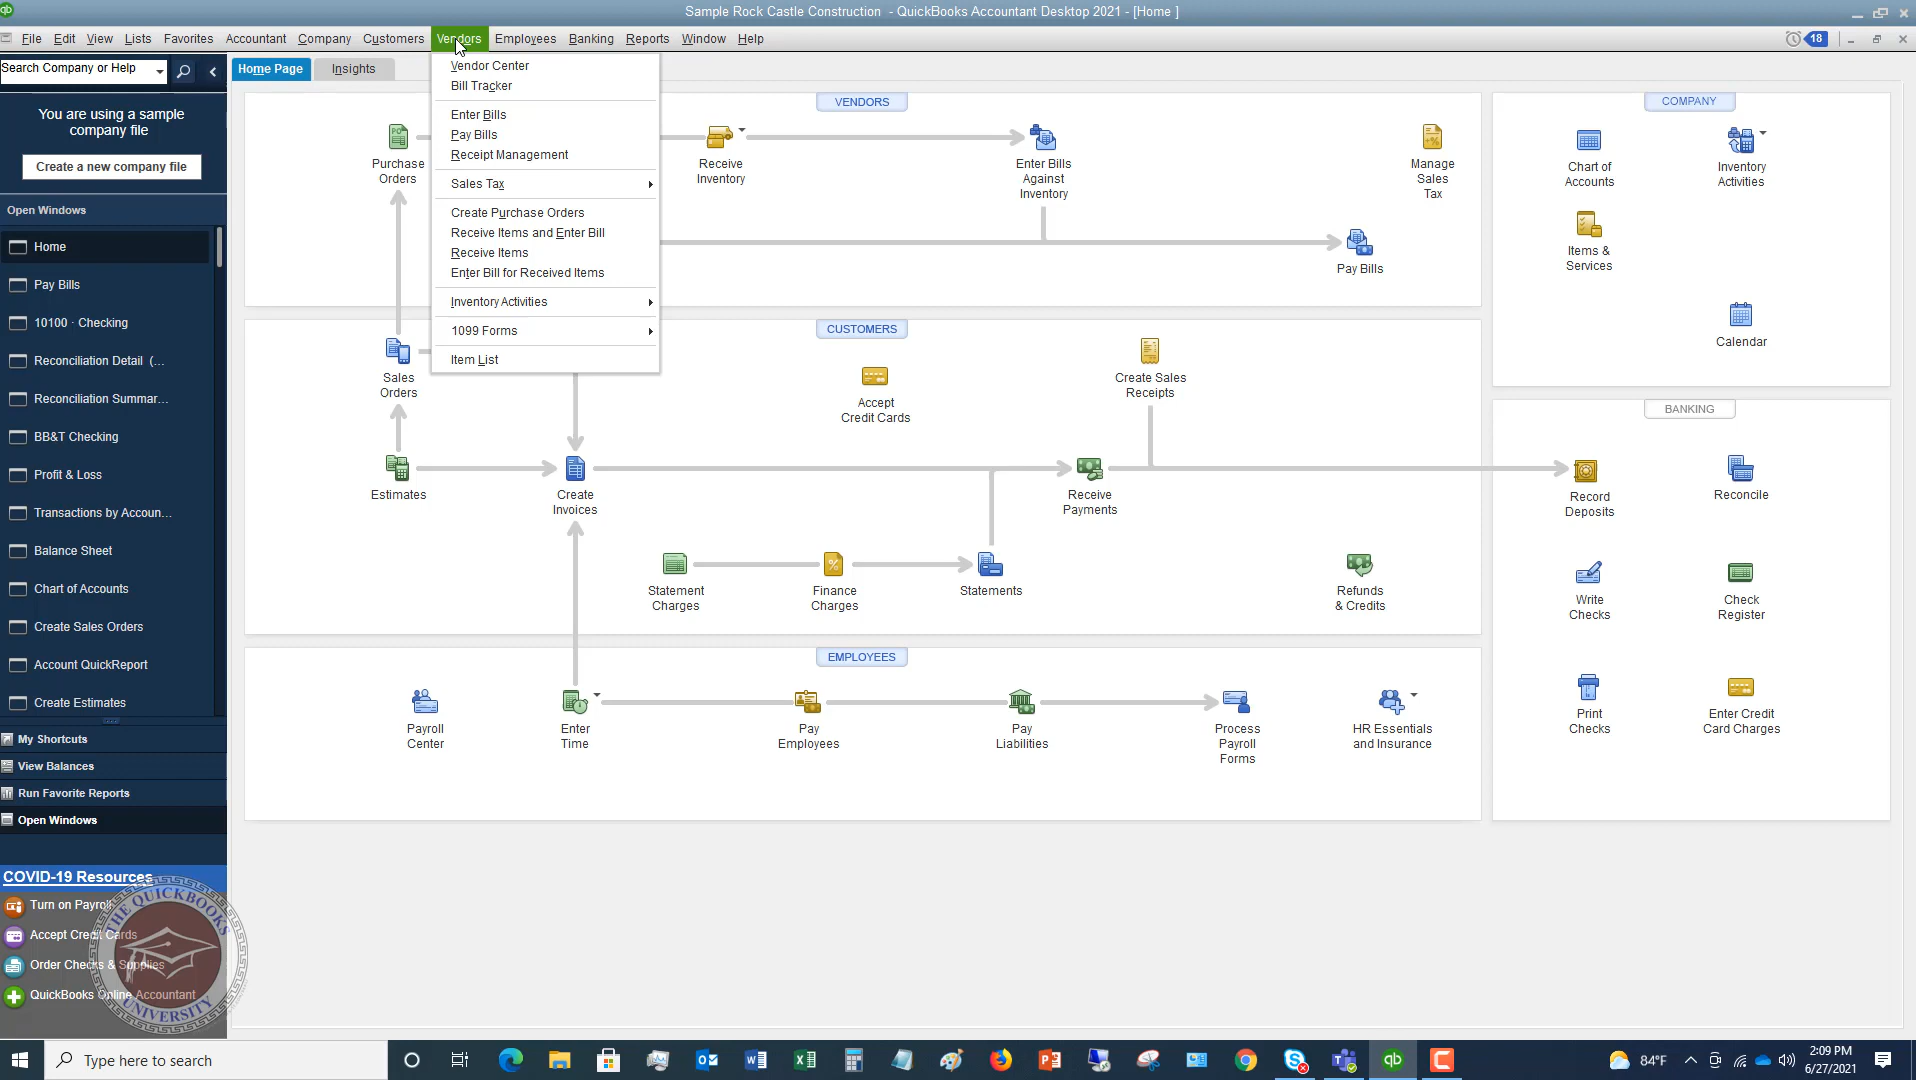 Sample Rock Castle Construction - QuickBooks Accountant Desktop 2021 - [Home ]
File Edit View Lists Favorites Accountant Company Customers Vendors Employees Banking Reports Window Help
18
Search Company or Help
Home Page
Insights
You are using a sample
company file
Create a new company file
Open Windows
Home
Pay Bills
10100 · Checking
Reconciliation Detail (...
Reconciliation Summar...
BB&T Checking
Profit & Loss
Transactions by Accoun...
Balance Sheet
Chart of Accounts
Create Sales Orders
Account QuickReport
Create Estimates
My Shortcuts
View Balances
Run Favorite Reports
Open Windows
COVID-19 Resources
Turn on Payroll
Accept Credit Cards
Order Checks & Supplies
QuickBooks Online Accountant
THE QUICKBOOKS
UNIVERSITY
Vendor Center
Bill Tracker
Enter Bills
Pay Bills
Receipt Management
Sales Tax
Create Purchase Orders
Receive Items and Enter Bill
Receive Items
Enter Bill for Received Items
Inventory Activities
1099 Forms
Item List
VENDORS
PO
Purchase
Orders
Receive
Inventory
Enter Bills
Against
Inventory
Manage
Sales
Tax
Pay Bills
CUSTOMERS
Sales
Orders
Accept
Credit Cards
Create Sales
Receipts
Estimates
Create
Invoices
Receive
Payments
Statement
Charges
Finance
Charges
Statements
Refunds
& Credits
EMPLOYEES
Payroll
Center
Enter
Time
Pay
Employees
Pay
Liabilities
Process
Payroll
Forms
HR Essentials
and Insurance
COMPANY
Chart of
Accounts
Inventory
Activities
Items &
Services
Calendar
BANKING
Record
Deposits
Reconcile
Write
Checks
Check
Register
Print
Checks
Enter Credit
Card Charges
Type here to search
84°F
2:09 PM
6/27/2021